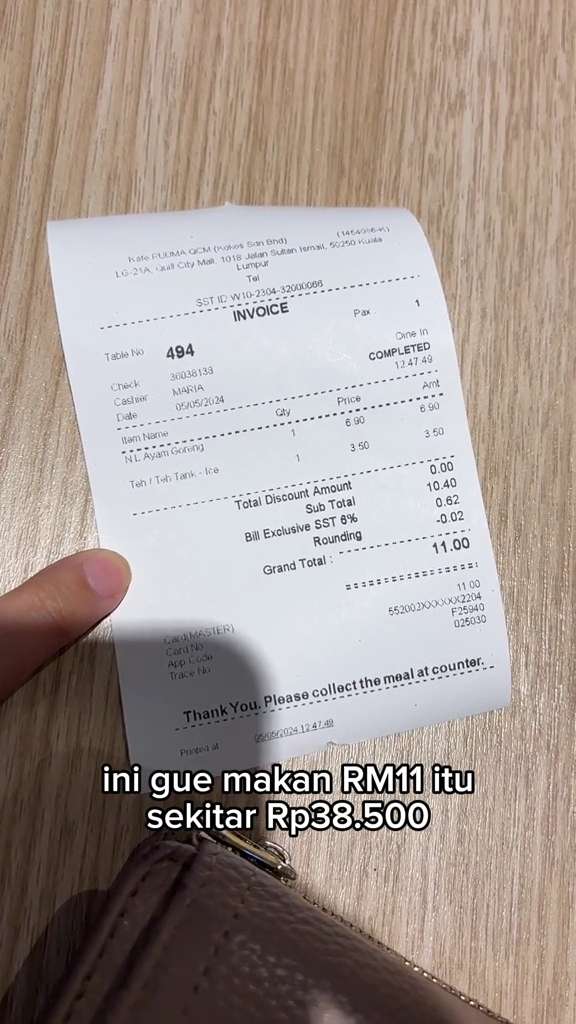 Kafe RUUMA QCM (Kokos Sdn Bhd) (1454056-K)
LG-21A, Quill City Mall, 1018 Jalan Sultan Ismail, 50250 Kuala
Lumpur
Tel
SST ID W10-2304-32000066
INVOICE
Table No 494 Pax 1
Dine In
Check 30038133 COMPLETED
Cashier MARIA 12:47:49
Date 05/05/2024
Item Name Qty Price Amt
N.L Ayam Goreng 1 6.90 6.90
Teh / Teh Tarik - Ice 1 3.50 3.50
Total Discount Amount 0.00
Sub Total 10.40
Bill Exclusive SST 6% 0.62
Rounding -0.02
Grand Total : 11.00
Card(MASTER) 11.00
Card No 552002XXXXXX2204
App Code F25940
Trace No 025030
Thank You. Please collect the meal at counter.
Printed at 05/05/2024 12:47:49
ini gue makan RM11 itu
sekitar Rp38.500